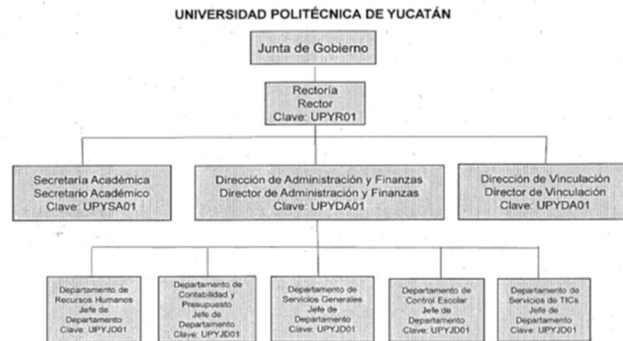 UNIVERSIDAD POLITÉCNICA DE YUCATÁN
Junta de Gobierno
Rectoría
Rector
Clave: UPYR01
Secretaría Académica
Secretario Académico
Clave: UPYSA01
Dirección de Administración y Finanzas
Director de Administración y Finanzas
Clave: UPYDA01
Dirección de Vinculación
Director de Vinculación
Clave: UPYDA01
Departamento de
Recursos Humanos
Jefe de
Departamento
Clave: UPYJD01
Departamento de
Contabilidad y
Presupuesto
Jefe de
Departamento
Clave: UPYJD01
Departamento de
Servicios Generales
Jefe de
Departamento
Clave: UPYJD01
Departamento de
Control Escolar
Jefe de
Departamento
Clave: UPYJD01
Departamento de
Servicios de TICs
Jefe de
Departamento
Clave: UPYJD01